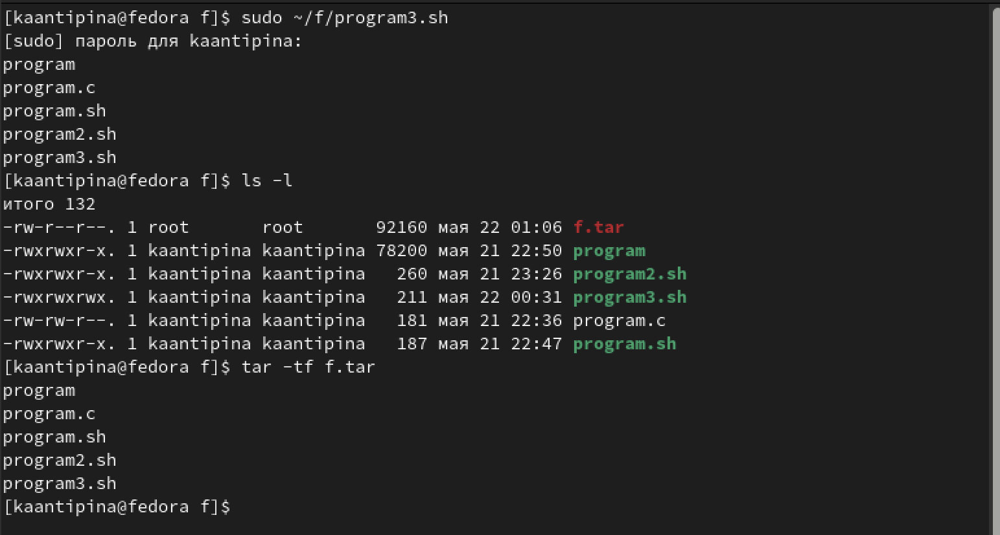 [kaantipina@fedora f]$ sudo ~/f/program3.sh
[sudo] пароль для kaantipina:
program
program.c
program.sh
program2.sh
program3.sh
[kaantipina@fedora f]$ ls -l
итого 132
-rw-r--r--. 1 root       root       92160 мая 22 01:06 f.tar
-rwxrwxr-x. 1 kaantipina kaantipina 78200 мая 21 22:50 program
-rwxrwxr-x. 1 kaantipina kaantipina   260 мая 21 23:26 program2.sh
-rwxrwxrwx. 1 kaantipina kaantipina   211 мая 22 00:31 program3.sh
-rw-rw-r--. 1 kaantipina kaantipina   181 мая 21 22:36 program.c
-rwxrwxr-x. 1 kaantipina kaantipina   187 мая 21 22:47 program.sh
[kaantipina@fedora f]$ tar -tf f.tar
program
program.c
program.sh
program2.sh
program3.sh
[kaantipina@fedora f]$